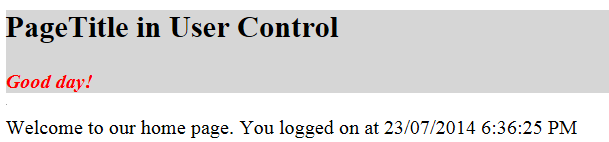 PageTitle in User Control
Good day!
Welcome to our home page. You logged on at 23/07/2014 6:36:25 PM